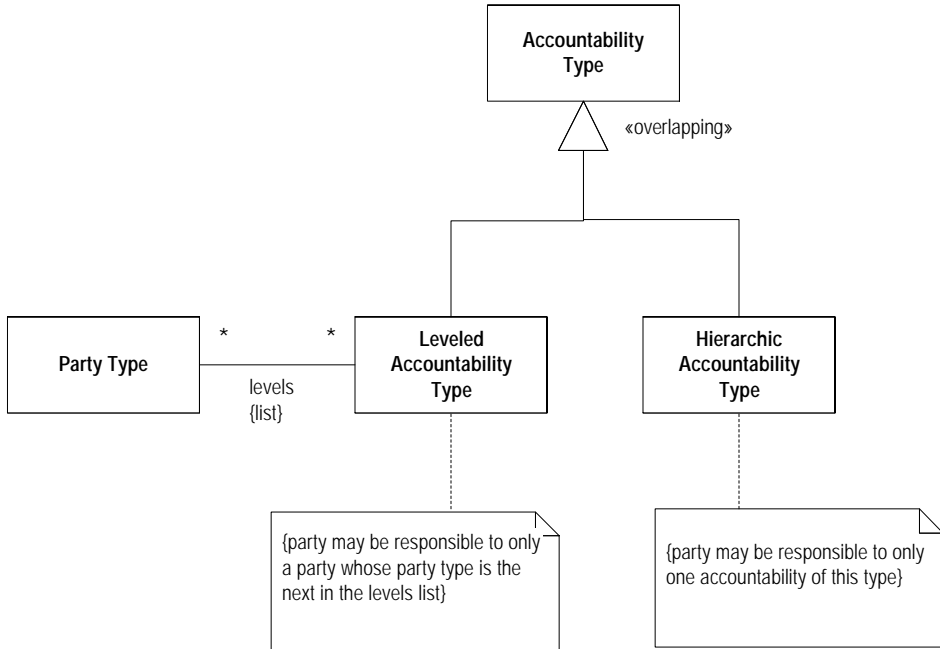 Accountability
Type
«overlapping»
*
*
Party Type
levels
{list}
Leveled
Accountability
Type
Hierarchic
Accountability
Type
{party may be responsible to only
a party whose party type is the
next in the levels list}
{party may be responsible to only
one accountability of this type}